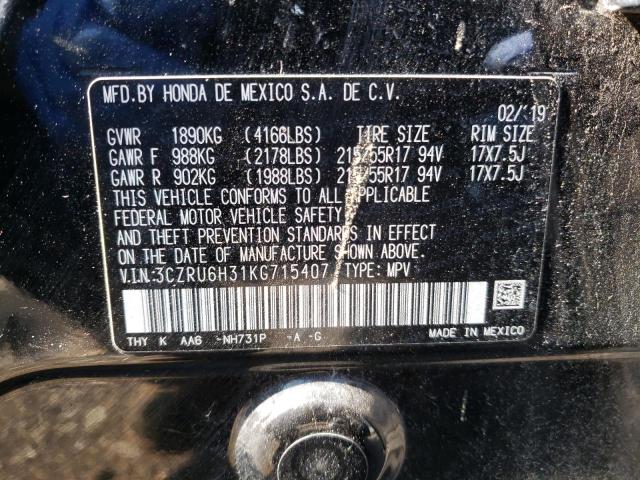 MFD.BY HONDA DE MEXICO S.A. DE C.V.
02/'19
GVWR 1890KG (4166LBS) TIRE SIZE RIM SIZE
GAWR F 988KG (2178LBS) 215/55R17 94V 17X7.5J
GAWR R 902KG (1988LBS) 215/55R17 94V 17X7.5J
THIS VEHICLE CONFORMS TO ALL APPLICABLE
FEDERAL MOTOR VEHICLE SAFETY
AND THEFT PREVENTION STANDARDS IN EFFECT
ON THE DATE OF MANUFACTURE SHOWN ABOVE.
V.I.N.:3CZRU6H31KG715407 TYPE: MPV
THY K AA6 -NH731P -A -G MADE IN MEXICO